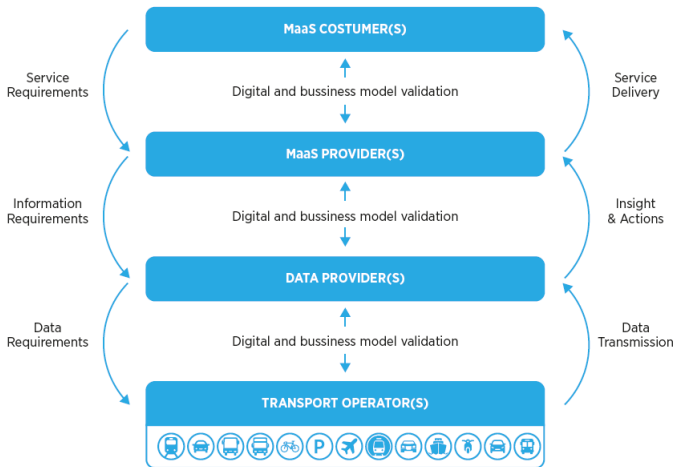 MaaS COSTUMER(S)
Service
Requirements
Digital and bussiness model validation
Service
Delivery
MaaS PROVIDER(S)
Information
Requirements
Digital and bussiness model validation
Insight
& Actions
DATA PROVIDER(S)
Data
Requirements
Digital and bussiness model validation
Data
Transmission
TRANSPORT OPERATOR(S)
P